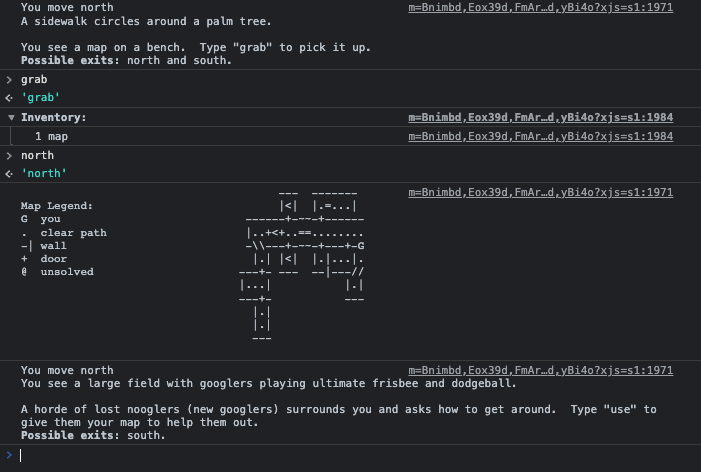 You move north m=Bnimbd,Eox39d,FmAr…d,yBi4o?xjs=s1:1971
A sidewalk circles around a palm tree.
You see a map on a bench.  Type "grab" to pick it up.
Possible exits: north and south.
> grab
<· 'grab'
▼ Inventory: m=Bnimbd,Eox39d,FmAr…d,yBi4o?xjs=s1:1984
1 map m=Bnimbd,Eox39d,FmAr…d,yBi4o?xjs=s1:1984
> north
<· 'north'
                                       ---  ------- m=Bnimbd,Eox39d,FmAr…d,yBi4o?xjs=s1:1971
Map Legend:                            |<|  |.=...|
G  you                            ------+-~~-+------
.  clear path                     |..+<+..==........
-| wall                           -\\---+-~~-+---+-G
+  door                            |.| |<|  |.|...|.
@  unsolved                      ---+- ---  --|---//
                                 |...|           |.|
                                 ---+-           ---
                                   |.|
                                   |.|
                                   ---
You move north m=Bnimbd,Eox39d,FmAr…d,yBi4o?xjs=s1:1971
You see a large field with googlers playing ultimate frisbee and dodgeball.
A horde of lost nooglers (new googlers) surrounds you and asks how to get around.  Type "use" to
give them your map to help them out.
Possible exits: south.
>